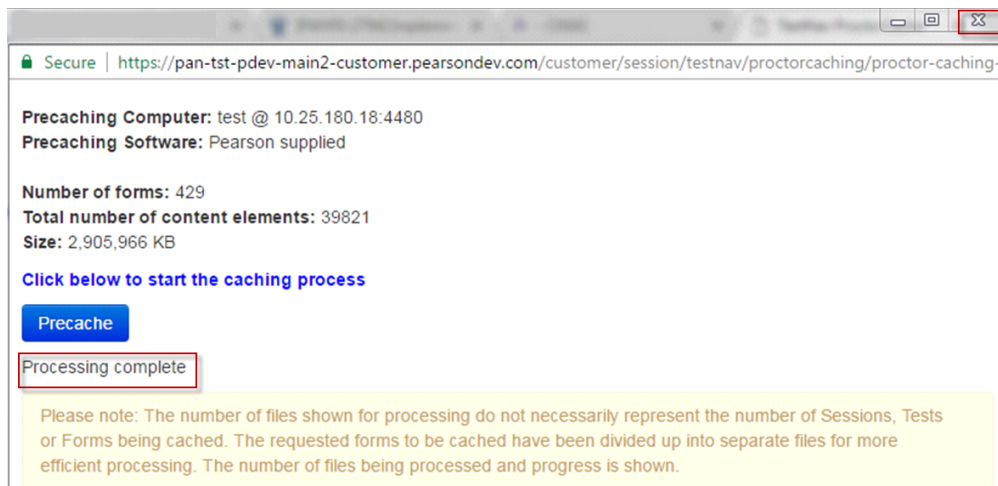 Secure | https://pan-tst-pdev-main2-customer.pearsondev.com/customer/session/testnav/proctorcaching/proctor-caching-
Precaching Computer: test @ 10.25.180.18:4480
Precaching Software: Pearson supplied
Number of forms: 429
Total number of content elements: 39821
Size: 2,905,966 KB
Click below to start the caching process
Precache
Processing complete
Please note: The number of files shown for processing do not necessarily represent the number of Sessions, Tests
or Forms being cached. The requested forms to be cached have been divided up into separate files for more
efficient processing. The number of files being processed and progress is shown.